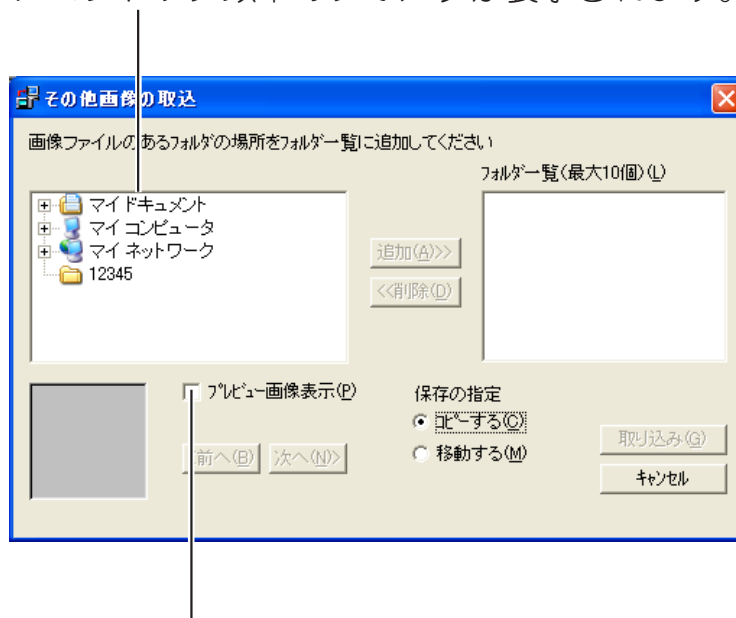 その他画像の取込
画像ファイルのあるフォルダの場所をフォルダ一覧に追加してください
フォルダ一覧(最大10個)(L)
マイ ドキュメント
マイ コンピュータ
マイ ネットワーク
12345
追加(A)>>
<<削除(D)
プレビュー画像表示(P)
前へ(B)
次へ(N)>
保存の指定
コピーする(C)
移動する(M)
取り込み(G)
キャンセル